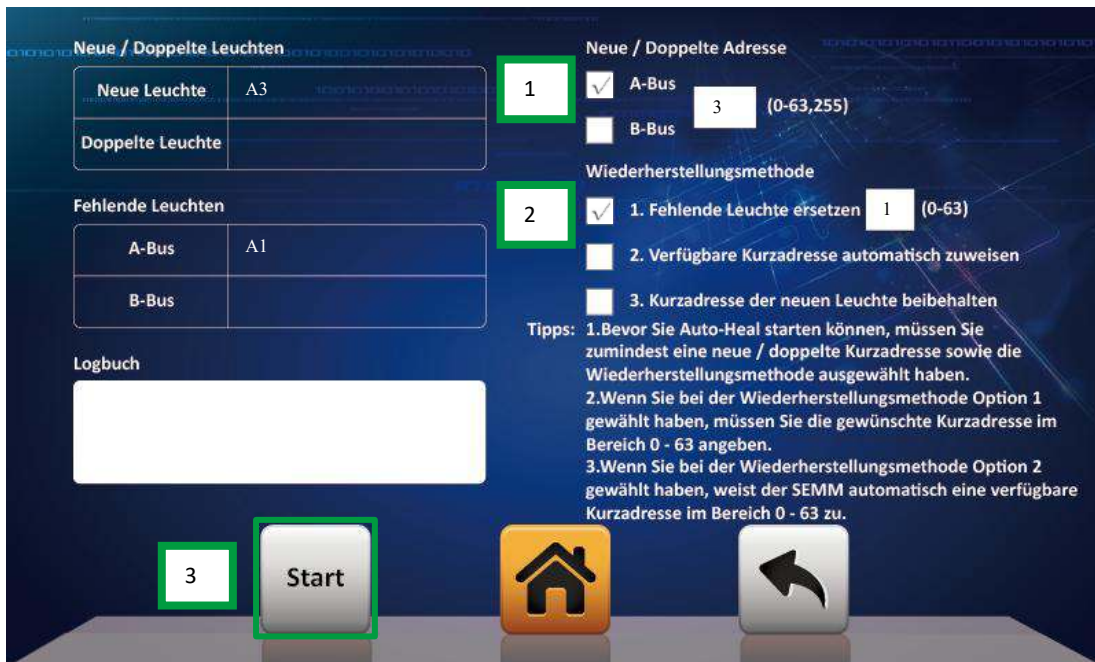 Neue / Doppelte Leuchten
Neue Leuchte A3
Doppelte Leuchte
Fehlende Leuchten
A-Bus A1
B-Bus
Logbuch
1
Neue / Doppelte Adresse
A-Bus
3 (0-63,255)
B-Bus
2
Wiederherstellungsmethode
1. Fehlende Leuchte ersetzen 1 (0-63)
2. Verfügbare Kurzadresse automatisch zuweisen
3. Kurzadresse der neuen Leuchte beibehalten
Tipps: 1.Bevor Sie Auto-Heal starten können, müssen Sie
zumindest eine neue / doppelte Kurzadresse sowie die
Wiederherstellungsmethode ausgewählt haben.
2.Wenn Sie bei der Wiederherstellungsmethode Option 1
gewählt haben, müssen Sie die gewünschte Kurzadresse im
Bereich 0 - 63 angeben.
3.Wenn Sie bei der Wiederherstellungsmethode Option 2
gewählt haben, weist der SEMM automatisch eine verfügbare
Kurzadresse im Bereich 0 - 63 zu.
3
Start